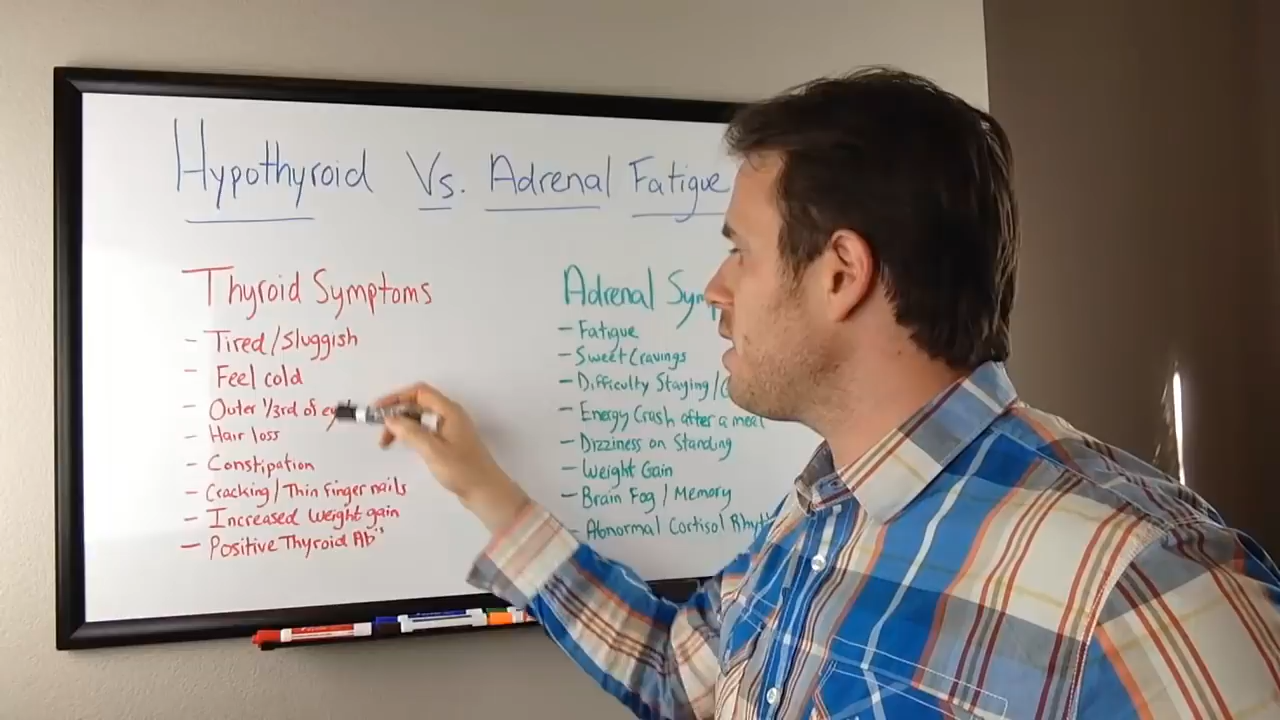 Hypothyroid Vs. Adrenal Fatigue
Thyroid Symptoms
- Tired/Sluggish
- Feel cold
- Outer 1/3rd of
- Hair loss
- Constipation
- Cracking/Thin finger nails
- Increased weight gain
- Positive Thyroid Ab's
Adrenal
- Fatigue
- Sweet Cravings
- Difficulty Staying/
- Energy Crash after a meal
- Dizziness on Standing
- Weight Gain
- Brain Fog / Memory
- Abnormal Cortisol